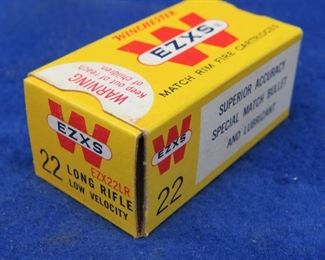 WINCHESTER
W
EZXS®
MATCH RIM FIRE CARTRIDGES
WARNING
keep out of reach
of children
EZXS
W
22
EZX22LR
LONG RIFLE
LOW VELOCITY
EZXS
W
22
SUPERIOR ACCURACY
SPECIAL MATCH BULLET
AND LUBRICANT